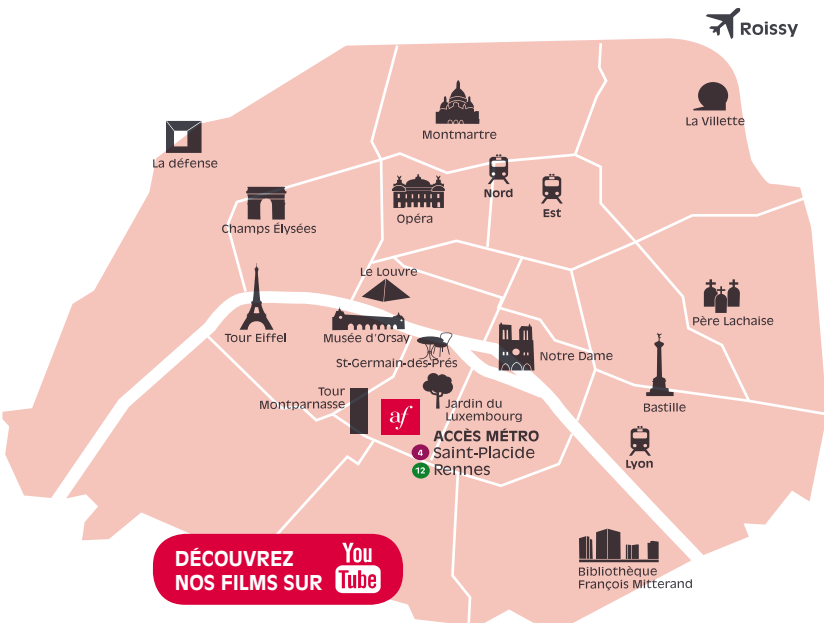 Roissy
Montmartre
La Villette
La défense
Nord
Est
Opéra
Champs Élysées
Le Louvre
Père Lachaise
Tour Eiffel
Musée d'Orsay
Notre Dame
St-Germain-des-Prés
Tour
Montparnasse
af
Jardin du
Luxembourg
Bastille
ACCÈS MÉTRO
4 Saint-Placide
12 Rennes
Lyon
DÉCOUVREZ
NOS FILMS SUR
You
Tube
Bibliothèque
François Mitterand